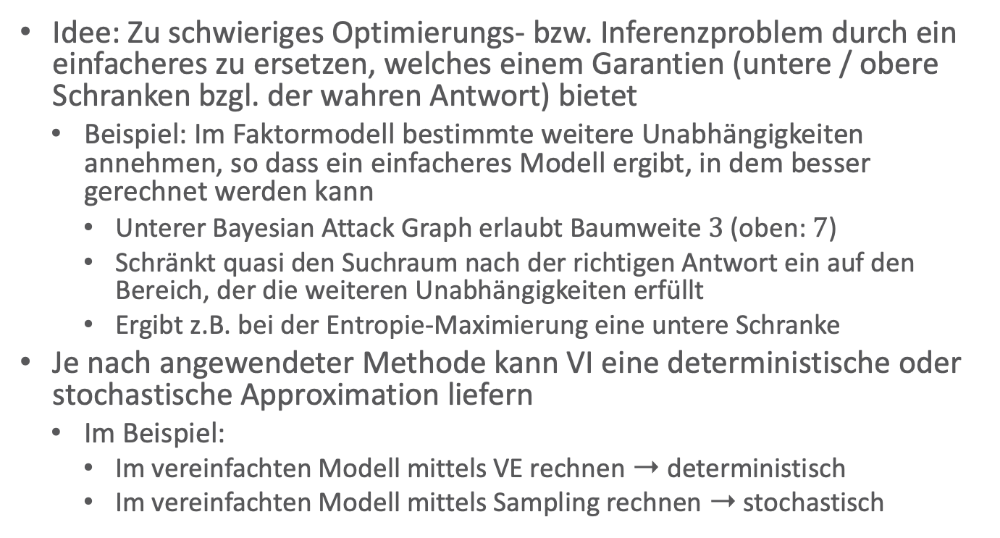 • Idee: Zu schwieriges Optimierungs- bzw. Inferenzproblem durch ein
einfacheres zu ersetzen, welches einem Garantien (untere / obere
Schranken bzgl. der wahren Antwort) bietet
• Beispiel: Im Faktormodell bestimmte weitere Unabhängigkeiten
annehmen, so dass ein einfacheres Modell ergibt, in dem besser
gerechnet werden kann
• Unterer Bayesian Attack Graph erlaubt Baumweite 3 (oben: 7)
• Schränkt quasi den Suchraum nach der richtigen Antwort ein auf den
Bereich, der die weiteren Unabhängigkeiten erfüllt
• Ergibt z.B. bei der Entropie-Maximierung eine untere Schranke
• Je nach angewendeter Methode kann VI eine deterministische oder
stochastische Approximation liefern
• Im Beispiel:
• Im vereinfachten Modell mittels VE rechnen → deterministisch
• Im vereinfachten Modell mittels Sampling rechnen → stochastisch